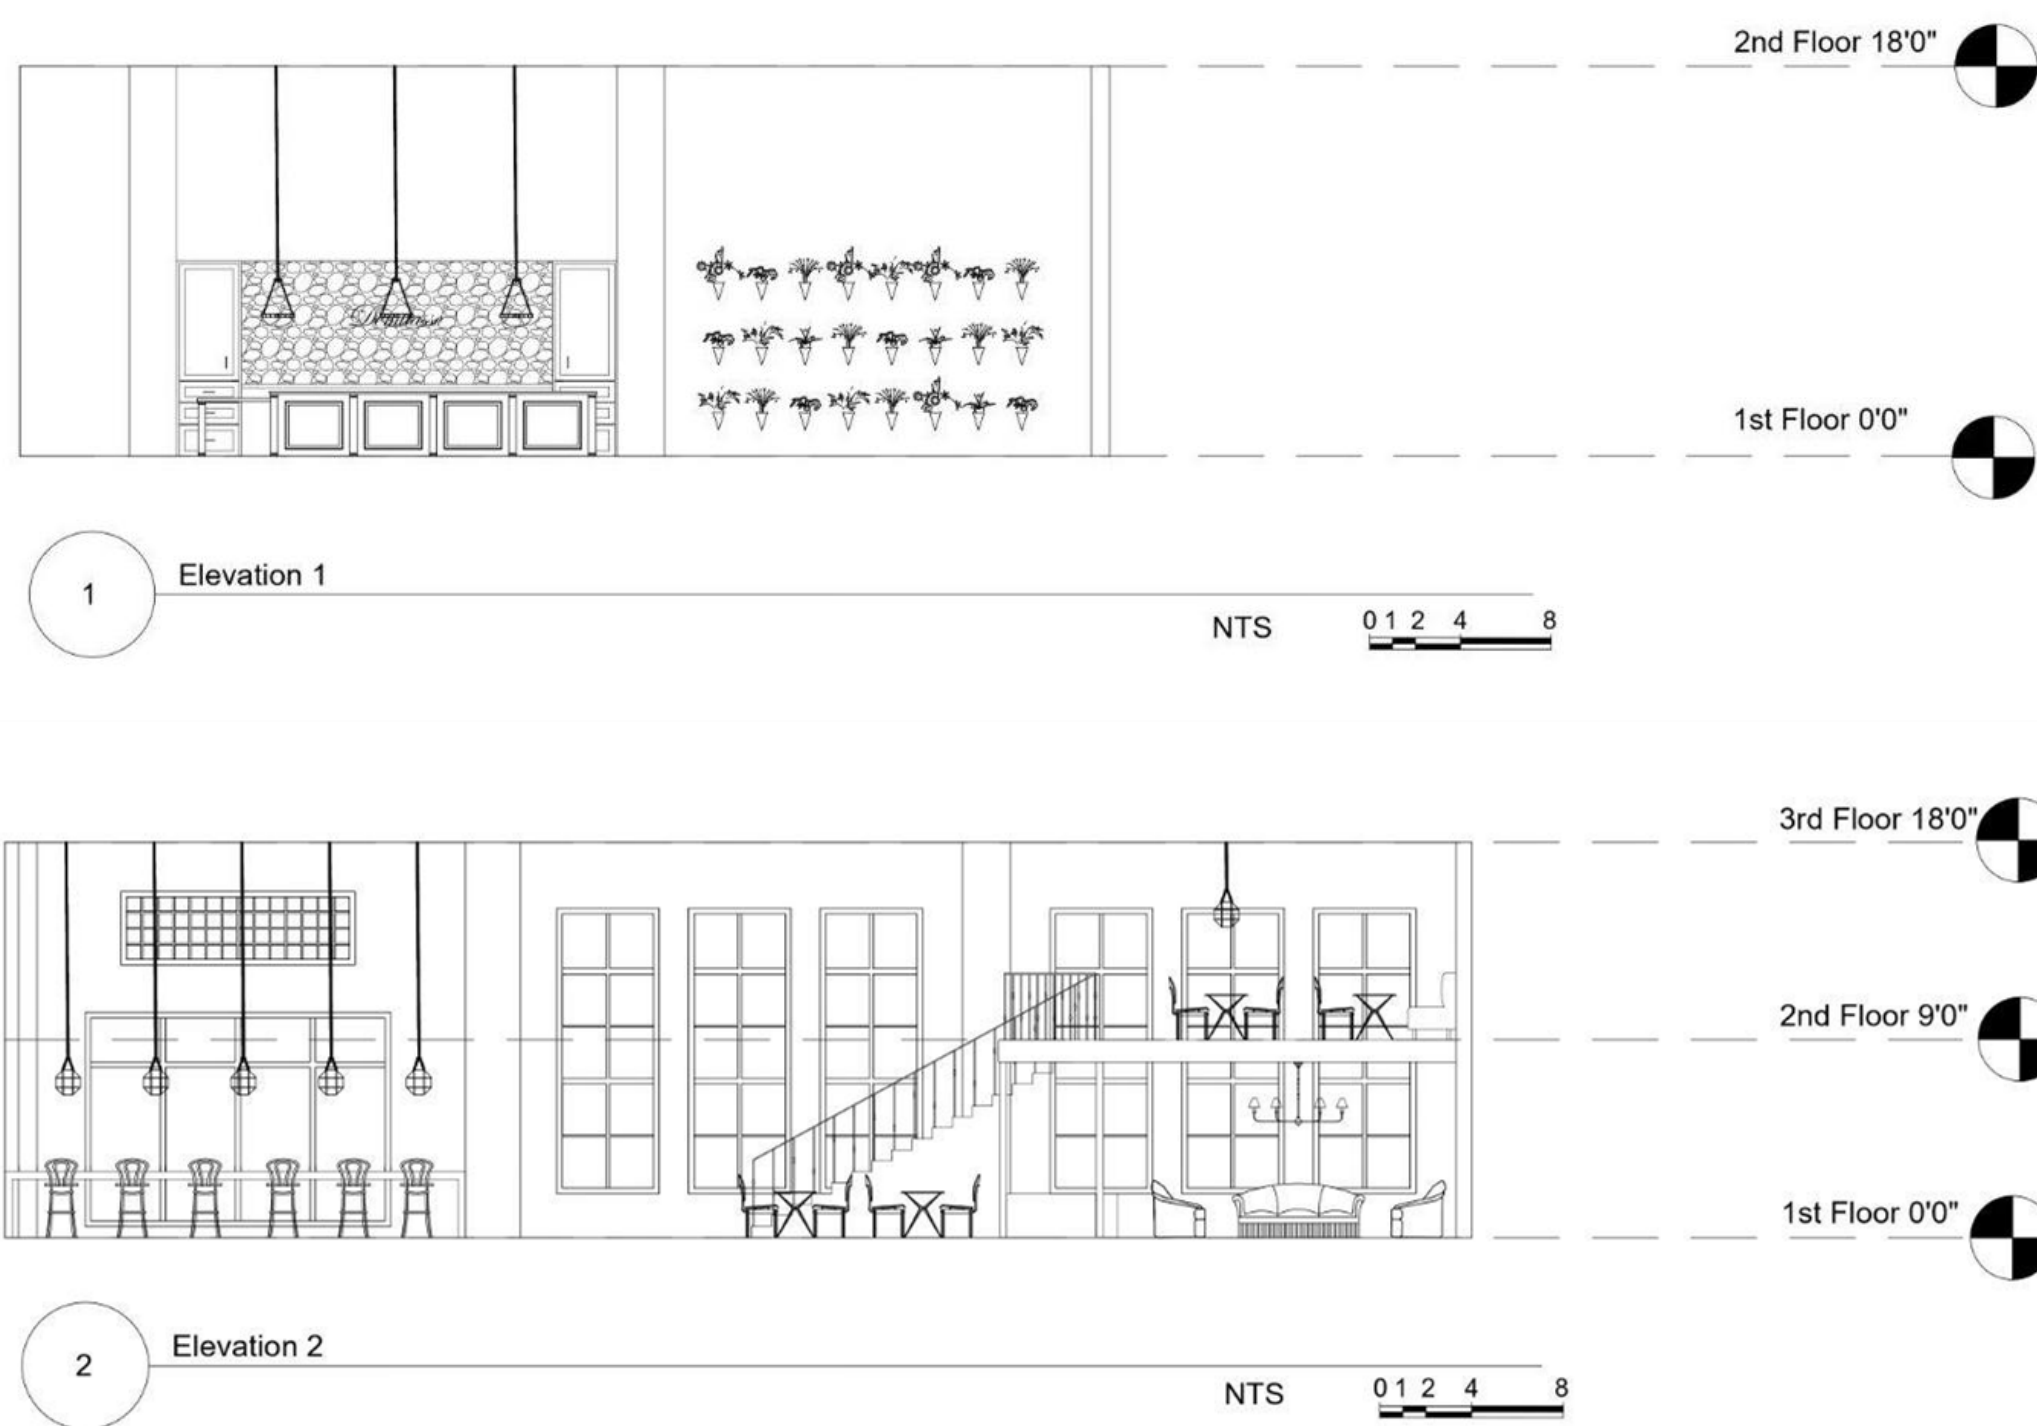 2nd Floor 18'0"
1st Floor 0'0"
1
Elevation 1
NTS
0 1 2 4 8
3rd Floor 18'0"
2nd Floor 9'0"
1st Floor 0'0"
2
Elevation 2
NTS
0 1 2 4 8